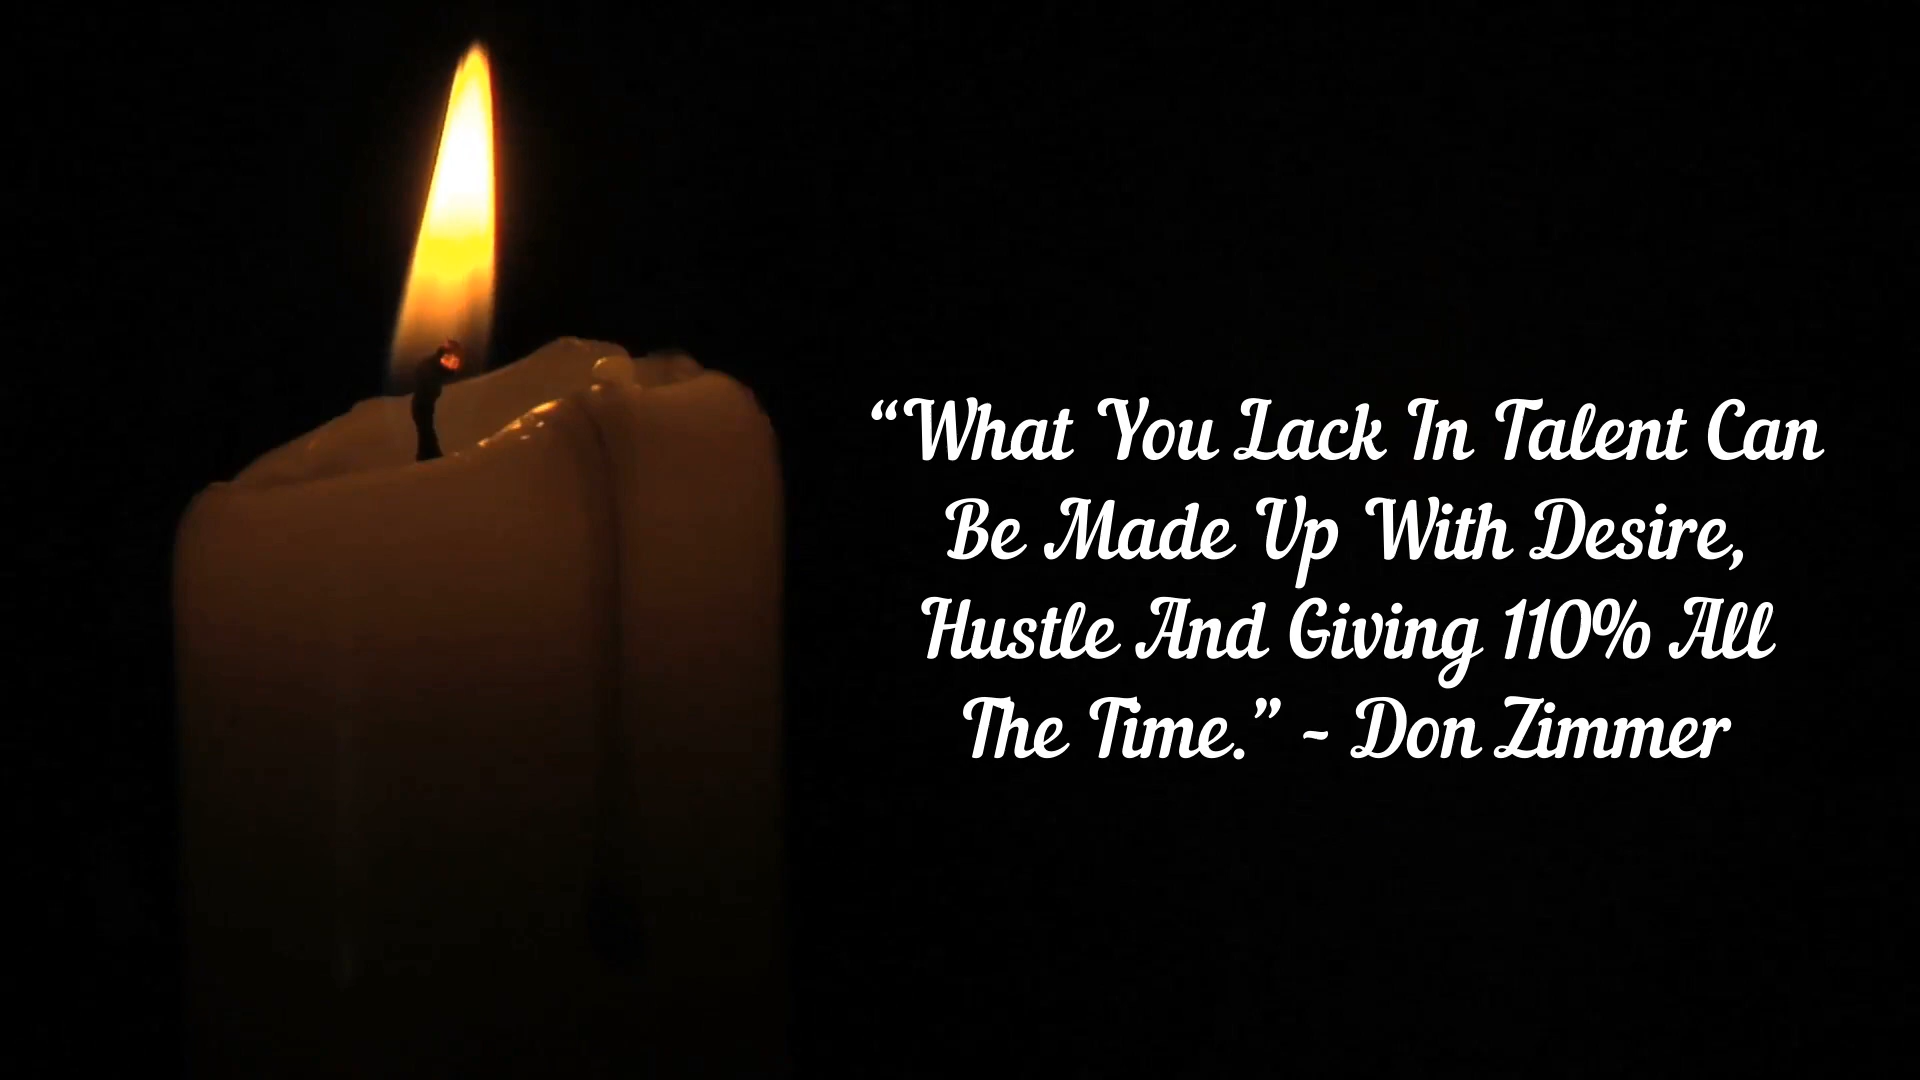 “What You Lack In Talent Can
Be Made Up With Desire,
Hustle And Giving 110% All
The Time.” ~ Don Zimmer